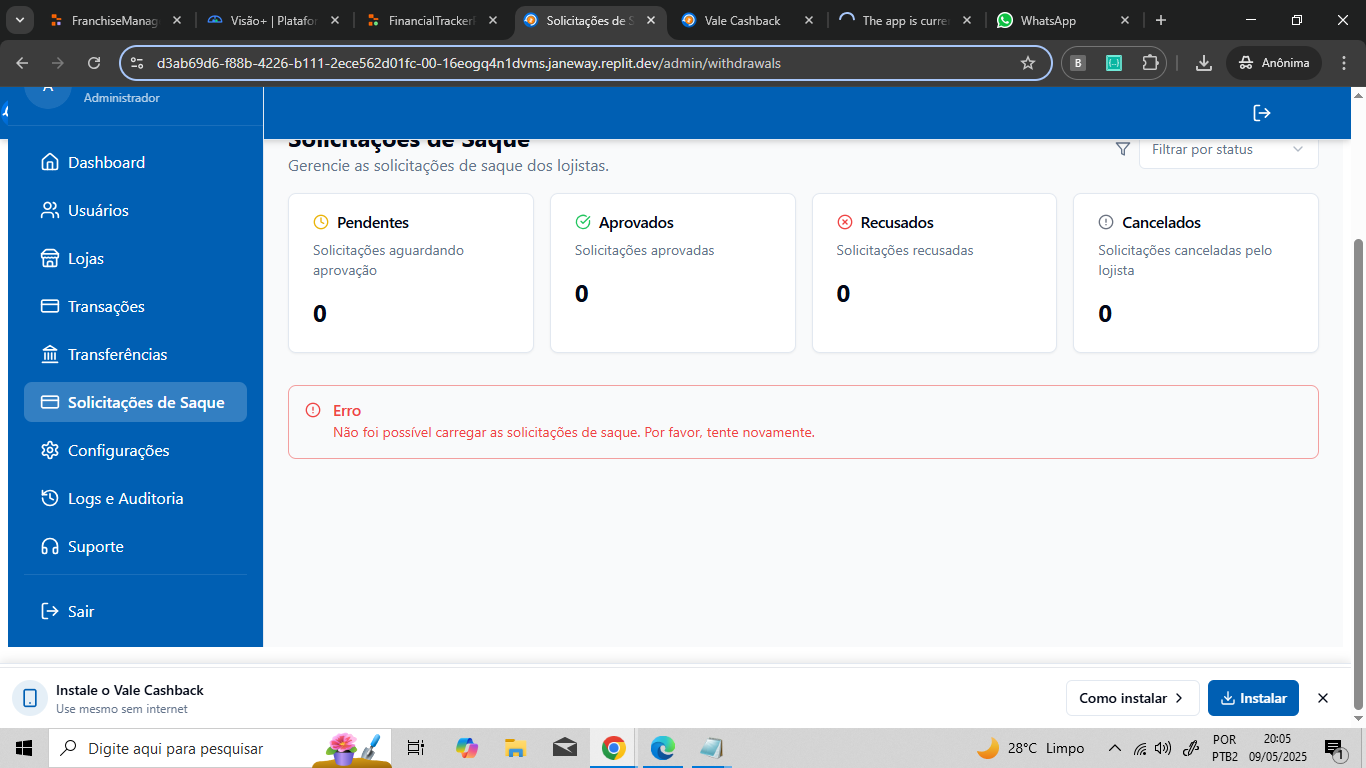 FranchiseManag
Visão+ | Platafor
FinancialTracker
Solicitações de S
Vale Cashback
The app is curre
WhatsApp
d3ab69d6-f88b-4226-b111-2ece562d01fc-00-16eogq4n1dvms.janeway.replit.dev/admin/withdrawals
B
Anônima
A
Administrador
Dashboard
Usuários
Lojas
Transações
Transferências
Solicitações de Saque
Configurações
Logs e Auditoria
Suporte
Sair
Solicitações de Saque
Gerencie as solicitações de saque dos lojistas.
Filtrar por status
Pendentes
Solicitações aguardando
aprovação
0
Aprovados
Solicitações aprovadas
0
Recusados
Solicitações recusadas
0
Cancelados
Solicitações canceladas pelo
lojista
0
Erro
Não foi possível carregar as solicitações de saque. Por favor, tente novamente.
Instale o Vale Cashback
Use mesmo sem internet
Como instalar
Instalar
Digite aqui para pesquisar
28°C Limpo
POR
PTB2
20:05
09/05/2025
1